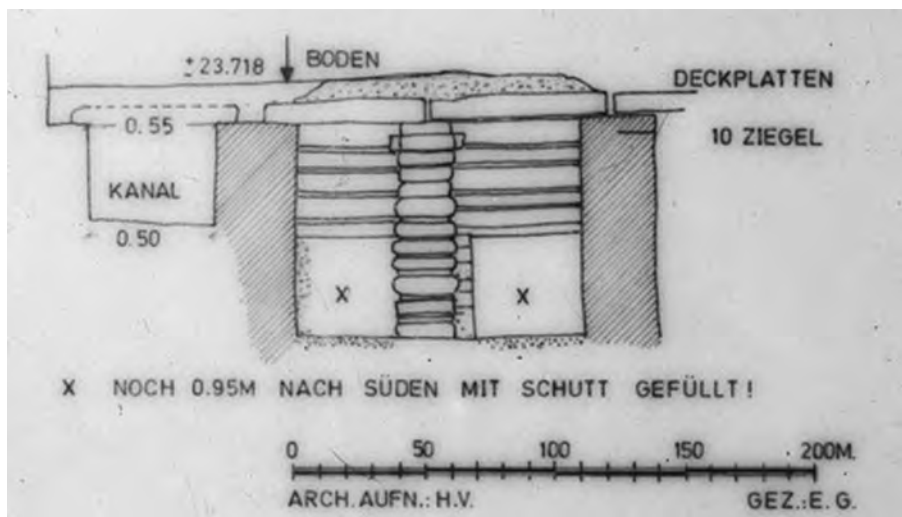 ± 23.718 BODEN
DECKPLATTEN
0.55
10 ZIEGEL
KANAL
0.50
X X
X NOCH 0.95M NACH SÜDEN MIT SCHUTT GEFÜLLT!
0 50 100 150 200M.
ARCH. AUFN.: H.V. GEZ.: E. G.